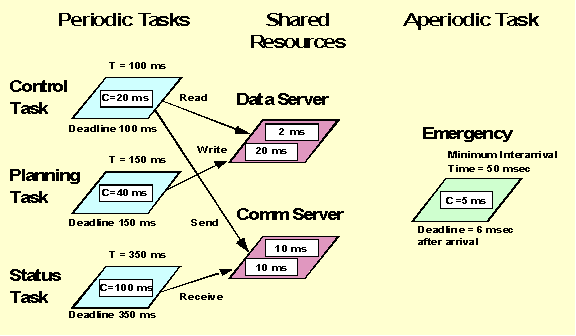 Periodic Tasks
Shared
Resources
Aperiodic Task
T = 100 ms
Control
Task
C=20 ms
Deadline 100 ms
Read
Data Server
2 ms
20 ms
Write
T = 150 ms
Planning
Task
C=40 ms
Deadline 150 ms
Emergency
Minimum Interarrival
Time = 50 msec
C=5 ms
Deadline = 6 msec
after arrival
Send
Comm Server
10 ms
10 ms
T = 350 ms
Status
Task
C=100 ms
Deadline 350 ms
Receive